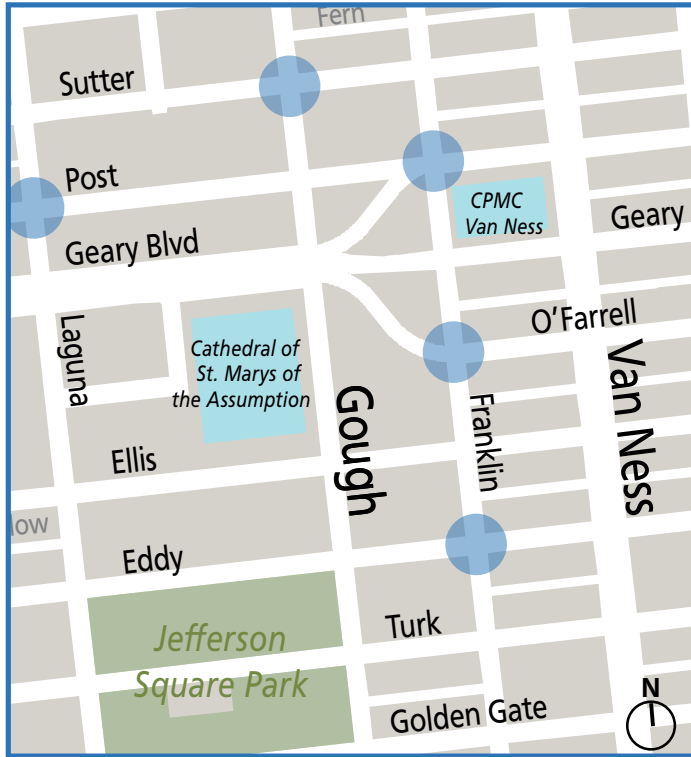 Fern
Sutter
Post
CPMC
Van Ness
Geary
Geary Blvd
O'Farrell
Laguna
Cathedral of
St. Marys of
the Assumption
Van Ness
Gough
Franklin
Ellis
low
Eddy
Turk
Jefferson
Square Park
N
Golden Gate